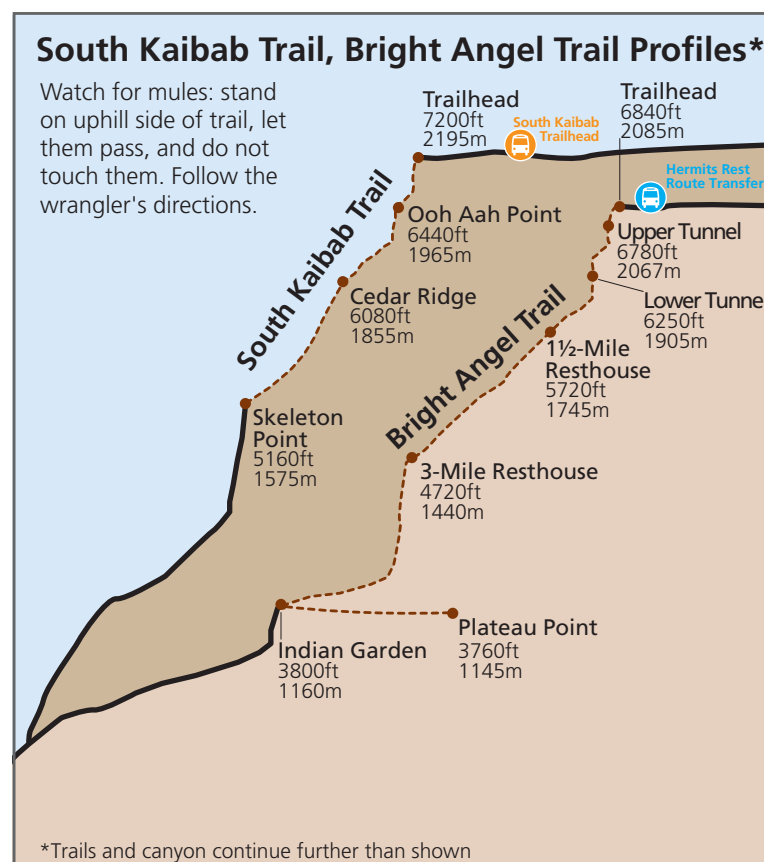 South Kaibab Trail, Bright Angel Trail Profiles*
Watch for mules: stand
on uphill side of trail, let
them pass, and do not
touch them. Follow the
wrangler's directions.
Trailhead
7200ft
2195m
South Kaibab
Trailhead
Trailhead
6840ft
2085m
Hermits Rest
Route Transfer
South Kaibab Trail
Ooh Aah Point
6440ft
1965m
Upper Tunnel
6780ft
2067m
Cedar Ridge
6080ft
1855m
Lower Tunne
6250ft
1905m
Bright Angel Trail
1½-Mile
Resthouse
5720ft
1745m
Skeleton
Point
5160ft
1575m
3-Mile Resthouse
4720ft
1440m
Indian Garden
3800ft
1160m
Plateau Point
3760ft
1145m
*Trails and canyon continue further than shown